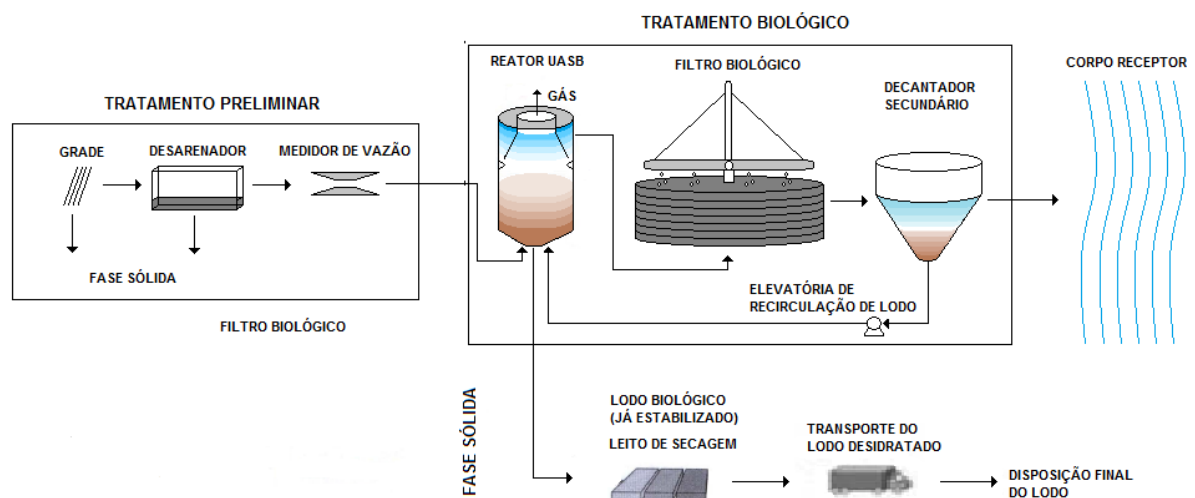 TRATAMENTO BIOLÓGICO
REATOR UASB
GÁS
FILTRO BIOLÓGICO
DECANTADOR
SECUNDÁRIO
CORPO RECEPTOR
TRATAMENTO PRELIMINAR
GRADE
DESARENADOR
MEDIDOR DE VAZÃO
FASE SÓLIDA
FILTRO BIOLÓGICO
ELEVATÓRIA DE
RECIRCULAÇÃO DE LODO
FASE SÓLIDA
LODO BIOLÓGICO
(JÁ ESTABILIZADO)
LEITO DE SECAGEM
TRANSPORTE DO
LODO DESIDRATADO
DISPOSIÇÃO FINAL
DO LODO